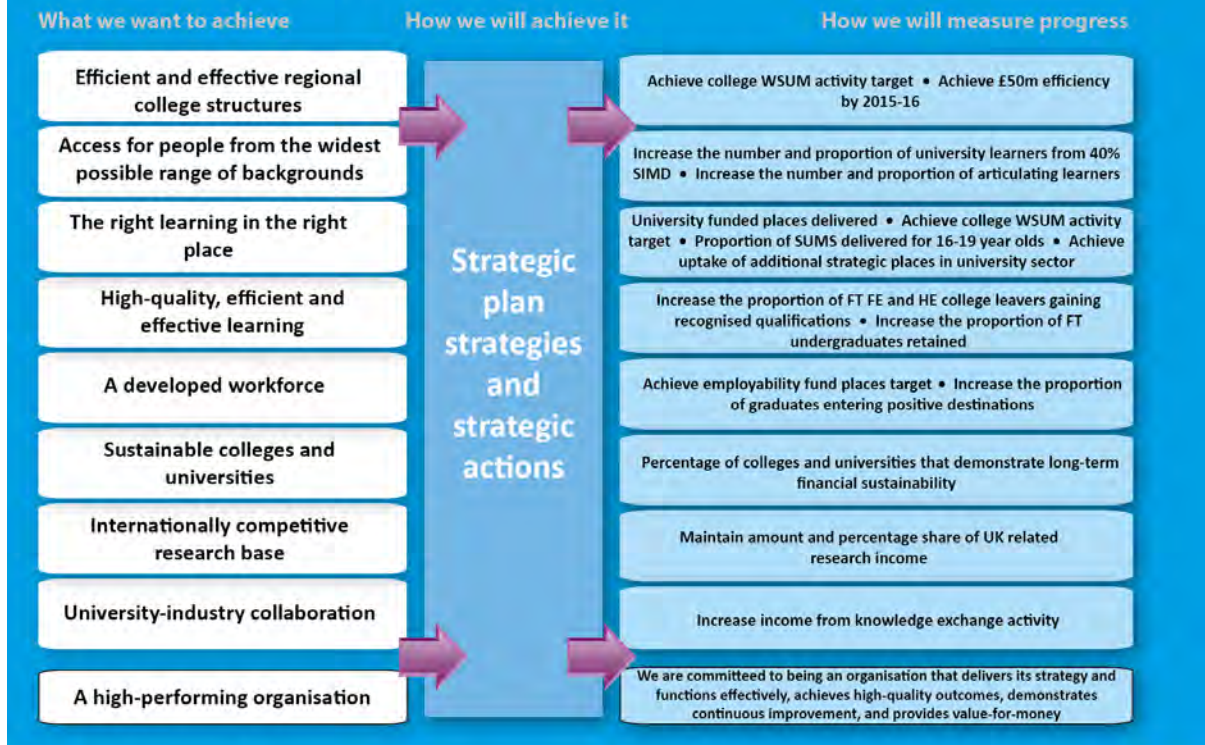 What we want to achieve
How we will achieve it
How we will measure progress
Efficient and effective regional
college structures
Access for people from the widest
possible range of backgrounds
The right learning in the right
place
High-quality, efficient and
effective learning
A developed workforce
Sustainable colleges and
universities
Internationally competitive
research base
University-industry collaboration
A high-performing organisation
Strategic
plan
strategies
and
strategic
actions
Achieve college WSUM activity target • Achieve £50m efficiency
by 2015-16
Increase the number and proportion of university learners from 40%
SIMD • Increase the number and proportion of articulating learners
University funded places delivered • Achieve college WSUM activity
target • Proportion of SUMS delivered for 16-19 year olds • Achieve
uptake of additional strategic places in university sector
Increase the proportion of FT FE and HE college leavers gaining
recognised qualifications • Increase the proportion of FT
undergraduates retained
Achieve employability fund places target • Increase the proportion
of graduates entering positive destinations
Percentage of colleges and universities that demonstrate long-term
financial sustainability
Maintain amount and percentage share of UK related
research income
Increase income from knowledge exchange activity
We are committed to being an organisation that delivers its strategy and
functions effectively, achieves high-quality outcomes, demonstrates
continuous improvement, and provides value-for-money